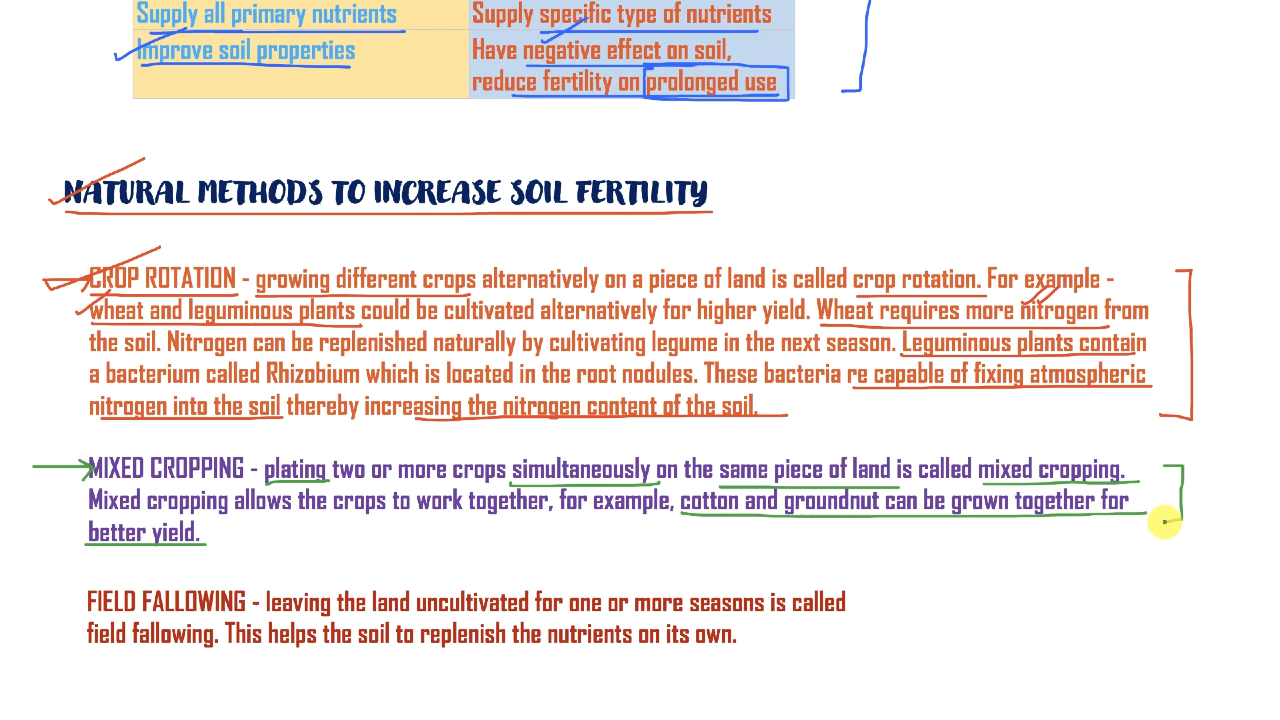 Supply all primary nutrients
Supply specific type of nutrients
Improve soil properties
Have negative effect on soil,
reduce fertility on prolonged use
NATURAL METHODS TO INCREASE SOIL FERTILITY
CROP ROTATION - growing different crops alternatively on a piece of land is called crop rotation. For example -
wheat and leguminous plants could be cultivated alternatively for higher yield. Wheat requires more nitrogen from
the soil. Nitrogen can be replenished naturally by cultivating legume in the next season. Leguminous plants contain
a bacterium called Rhizobium which is located in the root nodules. These bacteria re capable of fixing atmospheric
nitrogen into the soil thereby increasing the nitrogen content of the soil.
MIXED CROPPING - plating two or more crops simultaneously on the same piece of land is called mixed cropping.
Mixed cropping allows the crops to work together, for example, cotton and groundnut can be grown together for
better yield.
FIELD FALLOWING - leaving the land uncultivated for one or more seasons is called
field fallowing. This helps the soil to replenish the nutrients on its own.